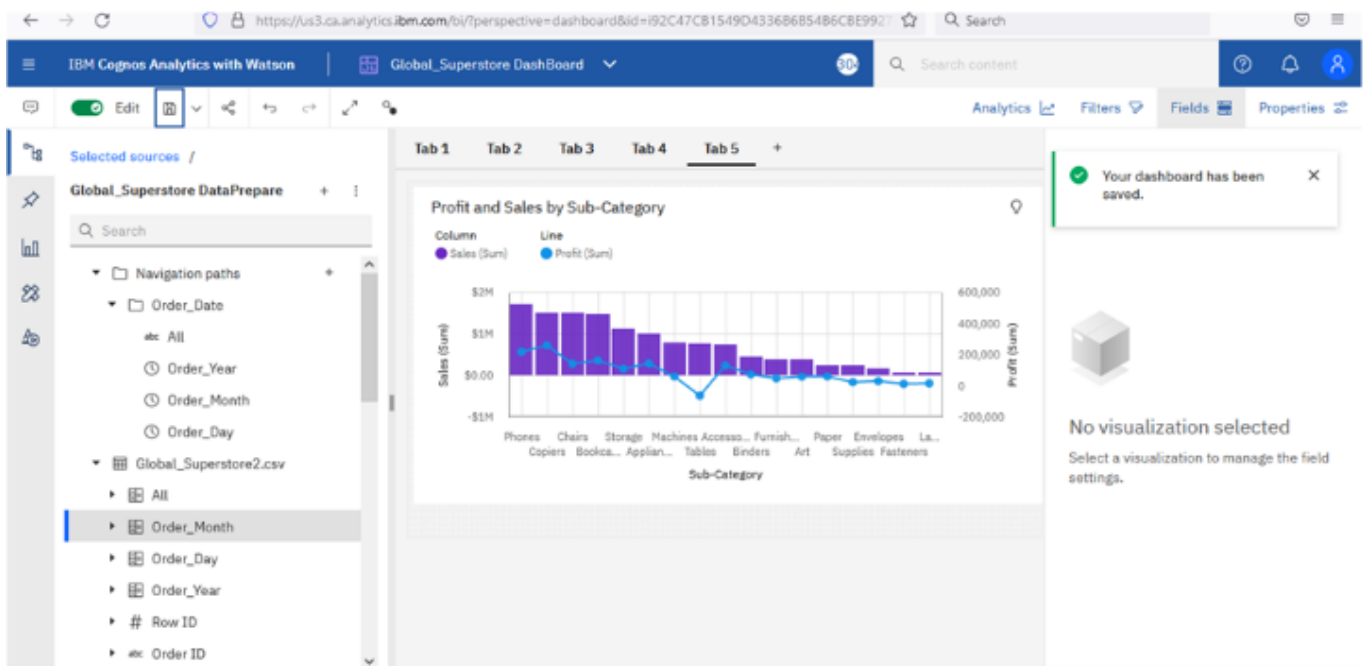 https://us3.ca.analytics.ibm.com/bi/?perspective=dashboard&id=i92C47CB1549D4336B6B54B6CBE992
Search
IBM Cognos Analytics with Watson
Global_Superstore DashBoard
Search content
Edit
Analytics
Filters
Fields
Properties
Selected sources /
Global_Superstore DataPrepare
Search
Navigation paths
Order_Date
abc All
Order_Year
Order_Month
Order_Day
Global_Superstore2.csv
All
Order_Month
Order_Day
Order_Year
# Row ID
abc Order ID
Tab 1 Tab 2 Tab 3 Tab 4 Tab 5 +
Profit and Sales by Sub-Category
Column Line
Sales (Sum) Profit (Sum)
$2M
$1M
$0.00
-$1M
Sales (Sum)
600,000
400,000
200,000
0
-200,000
Profit (Sum)
Phones Chairs Storage Machines Accesso... Furnish... Paper Envelopes La...
Copiers Bookca... Applian... Tables Binders Art Supplies Fasteners
Sub-Category
Your dashboard has been
saved.
No visualization selected
Select a visualization to manage the field
settings.